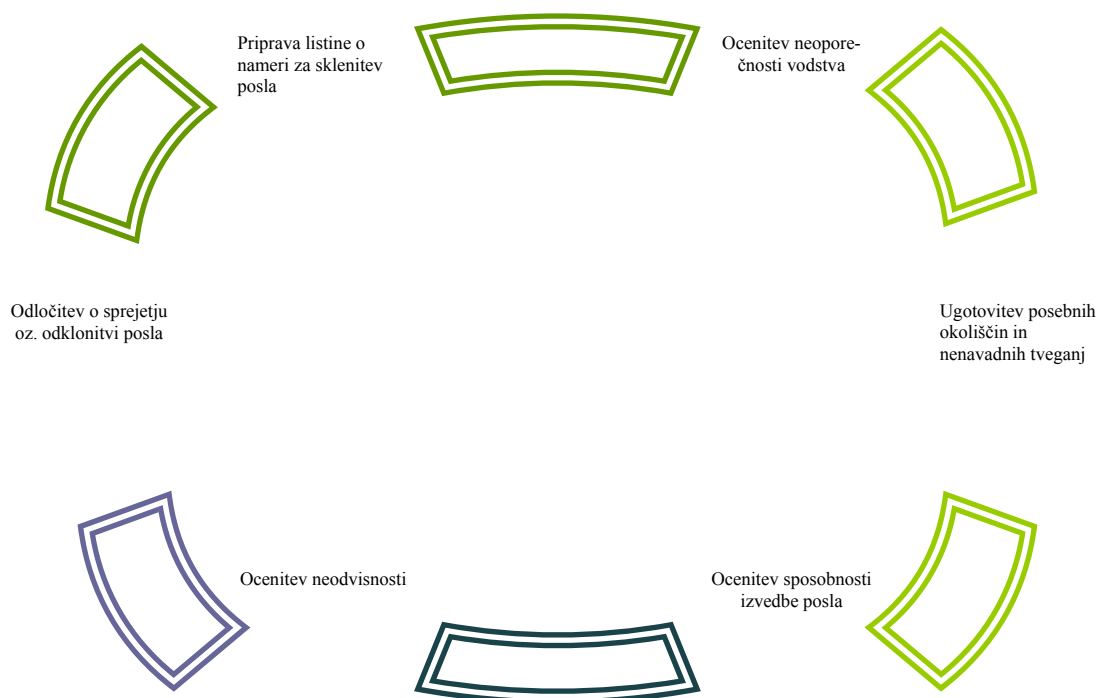 Priprava listine o
nameri za sklenitev
posla
Ocenitev neopore-
čnosti vodstva
Odločitev o sprejetju
oz. odklonitvi posla
Ugotovitev posebnih
okoliščin in
nenavadnih tveganj
Ocenitev neodvisnosti
Ocenitev sposobnosti
izvedbe posla